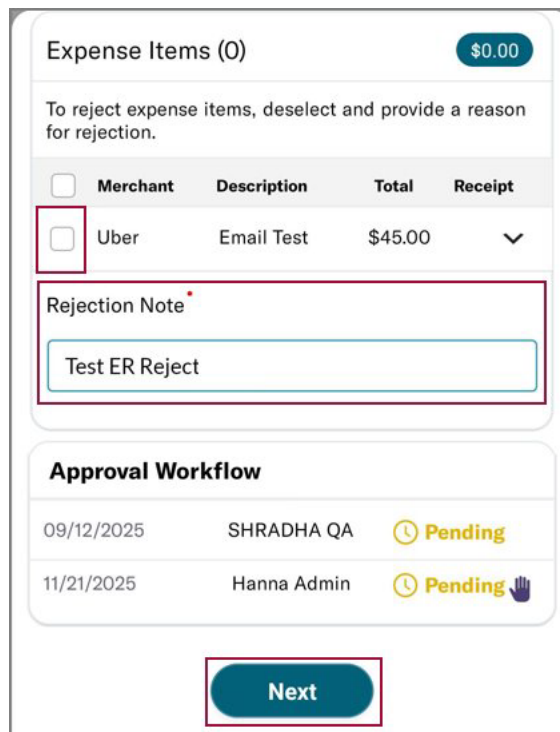 Expense Items (0) $0.00
To reject expense items, deselect and provide a reason
for rejection.
Merchant Description Total Receipt
Uber Email Test $45.00
Rejection Note*
Test ER Reject
Approval Workflow
09/12/2025 SHRADHA QA Pending
11/21/2025 Hanna Admin Pending
Next